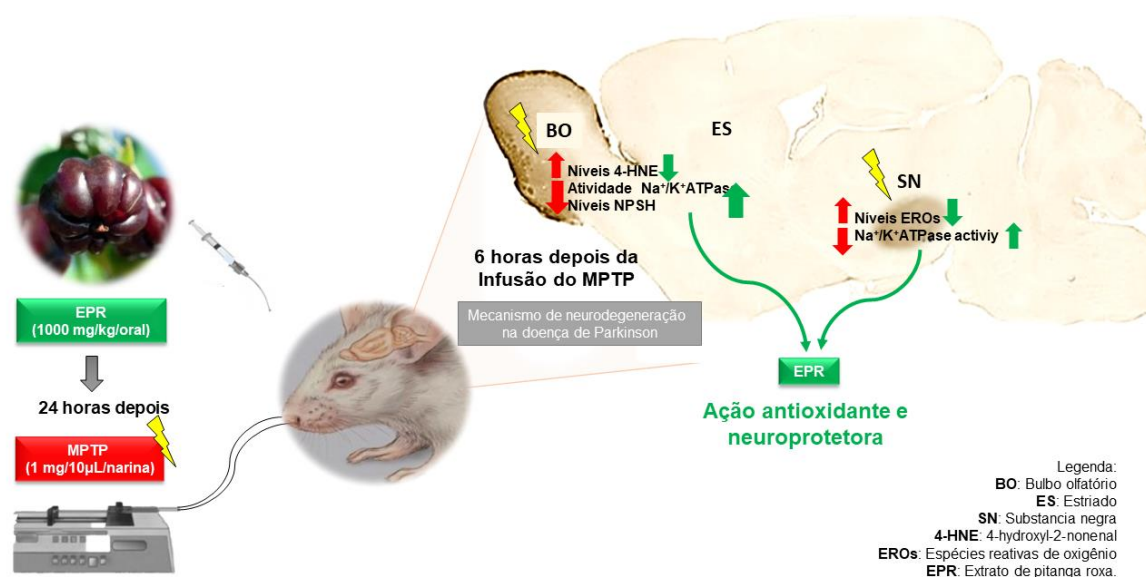 EPR
(1000 mg/kg/oral)
24 horas depois
MPTP
(1 mg/10µL/narina)
BO
Níveis 4-HNE
Atividade Na⁺/K⁺ATPas
Níveis NPSH
ES
SN
Níveis EROs
Na⁺/K⁺ATPase activiy
6 horas depois da
Infusão do MPTP
Mecanismo de neurodegeneração
na doença de Parkinson
EPR
Ação antioxidante e
neuroprotetora
Legenda:
BO: Bulbo olfatório
ES: Estriado
SN: Substancia negra
4-HNE: 4-hydroxyl-2-nonenal
EROs: Espécies reativas de oxigênio
EPR: Extrato de pitanga roxa.